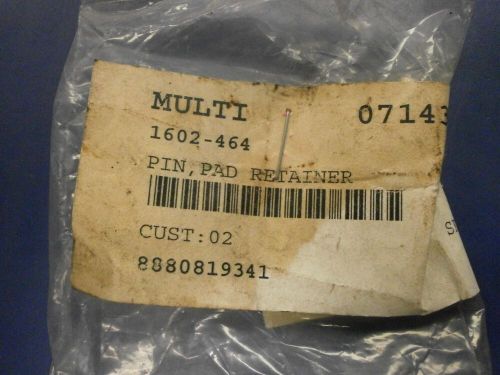 MULTI 07143
1602-464
PIN, PAD RETAINER
CUST:02
8880819341